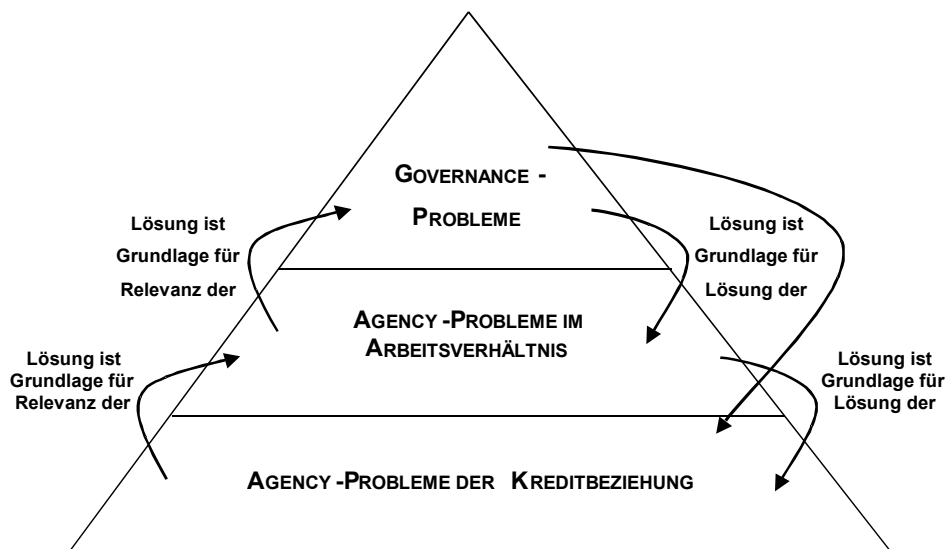 GOVERNANCE -
PROBLEME
Lösung ist
Grundlage für
Relevanz der
Lösung ist
Grundlage für
Lösung der
AGENCY -PROBLEME IM
ARBEITSVERHÄLTNIS
Lösung ist
Grundlage für
Relevanz der
Lösung ist
Grundlage für
Lösung der
AGENCY -PROBLEME DER KREDITBEZIEHUNG